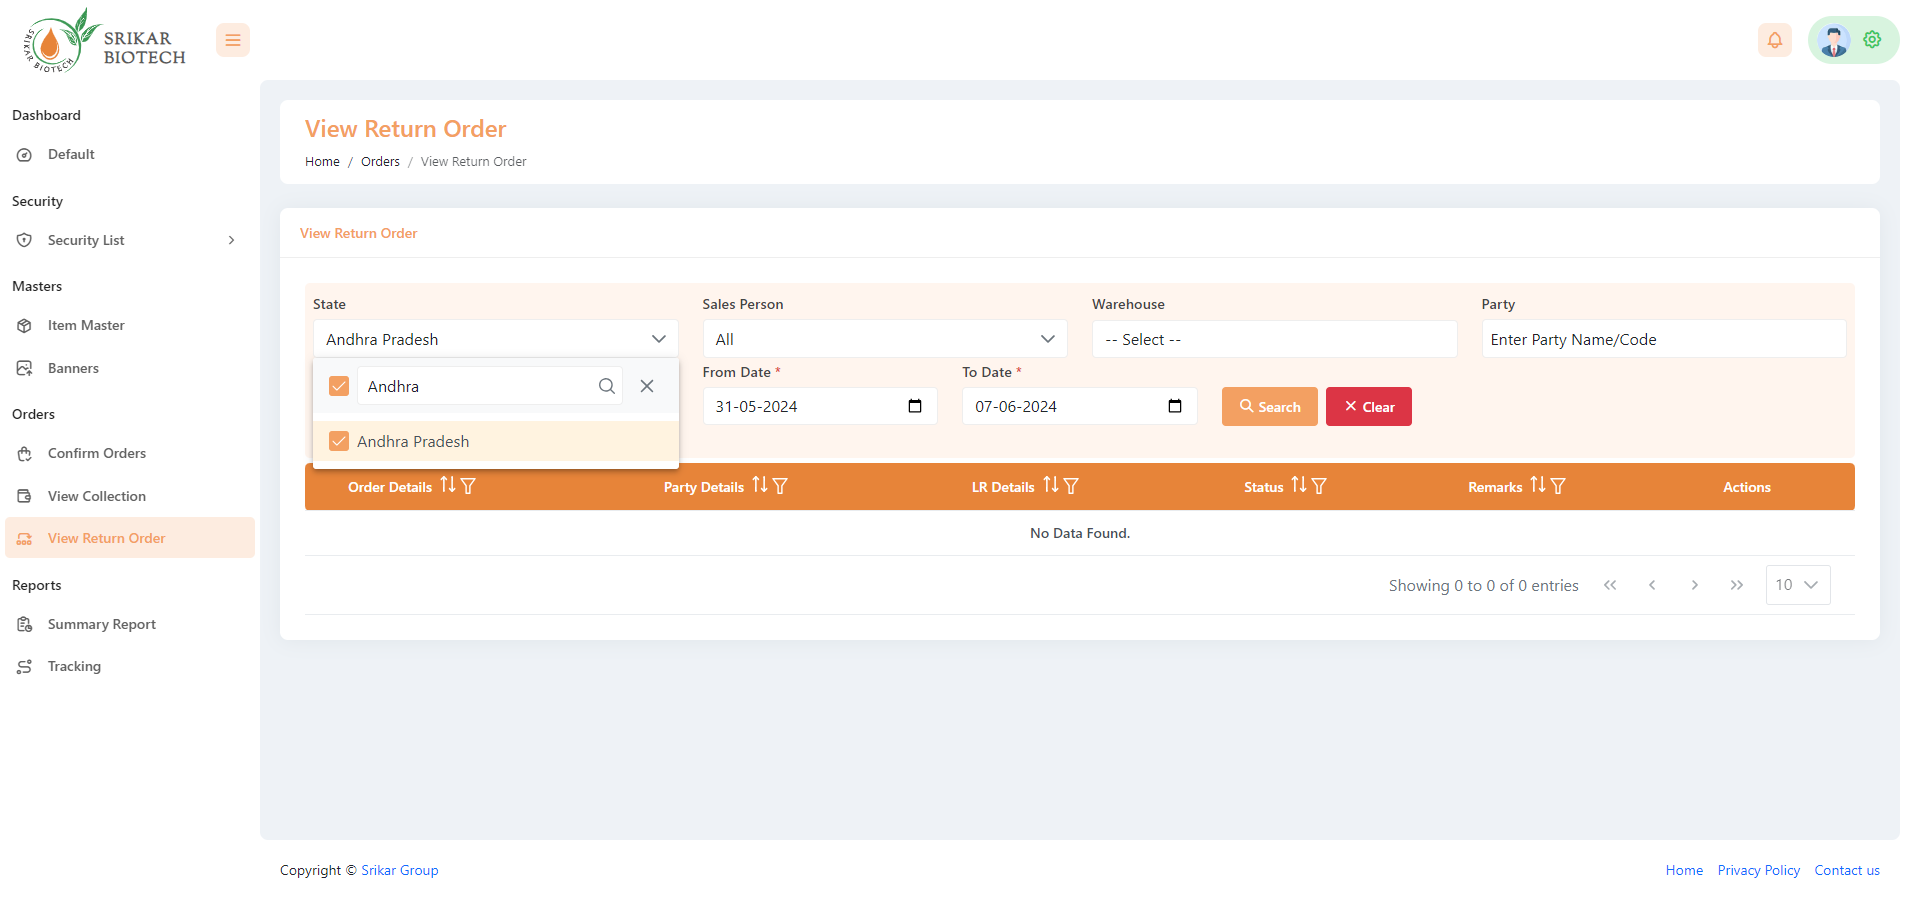 SRIKAR BIOTECH
SRIKAR
BIOTECH
Dashboard
Default
Security
Security List
Masters
Item Master
Banners
Orders
Confirm Orders
View Collection
View Return Order
Reports
Summary Report
Tracking
View Return Order
Home / Orders / View Return Order
View Return Order
State Sales Person Warehouse Party
Andhra Pradesh All -- Select -- Enter Party Name/Code
Andhra
Andhra Pradesh
From Date * To Date *
31-05-2024 07-06-2024 Search Clear
Order Details Party Details LR Details Status Remarks Actions
No Data Found.
Showing 0 to 0 of 0 entries 10
Copyright © Srikar Group Home Privacy Policy Contact us